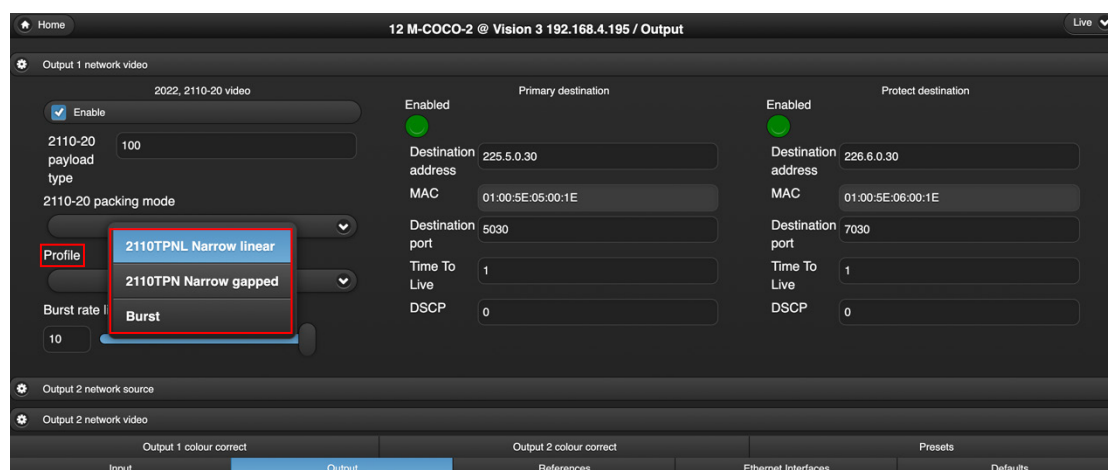 Home
12 M-COCO-2 @ Vision 3 192.168.4.195 / Output
Live
Output 1 network video
2022, 2110-20 video
Enable
2110-20
payload
type
100
2110-20 packing mode
Profile
2110TPNL Narrow linear
2110TPN Narrow gapped
Burst
Burst rate
10
Primary destination
Enabled
Destination
address
225.5.0.30
MAC
01:00:5E:05:00:1E
Destination
port
5030
Time To
Live
1
DSCP
0
Protect destination
Enabled
Destination
address
226.6.0.30
MAC
01:00:5E:06:00:1E
Destination
port
7030
Time To
Live
1
DSCP
0
Output 2 network source
Output 2 network video
Output 1 colour correct
Output 2 colour correct
Presets
Input
Output
References
Ethernet Interfaces
Defaults